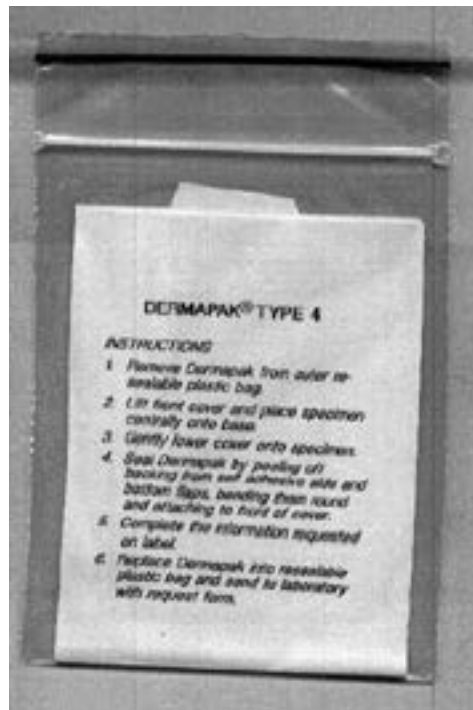 DERMAPAK® TYPE 4
INSTRUCTIONS
1. Remove Dermapak from outer re-
sealable plastic bag.
2. Lift front cover and place specimen
centrally onto base.
3. Gently lower cover onto specimen.
4. Seal Dermapak by peeling off
backing from self adhesive side and
bottom flaps, bending them round
and attaching to front of cover.
5. Complete the information requested
on label.
6. Replace Dermapak into resealable
plastic bag and send to laboratory
with request form.